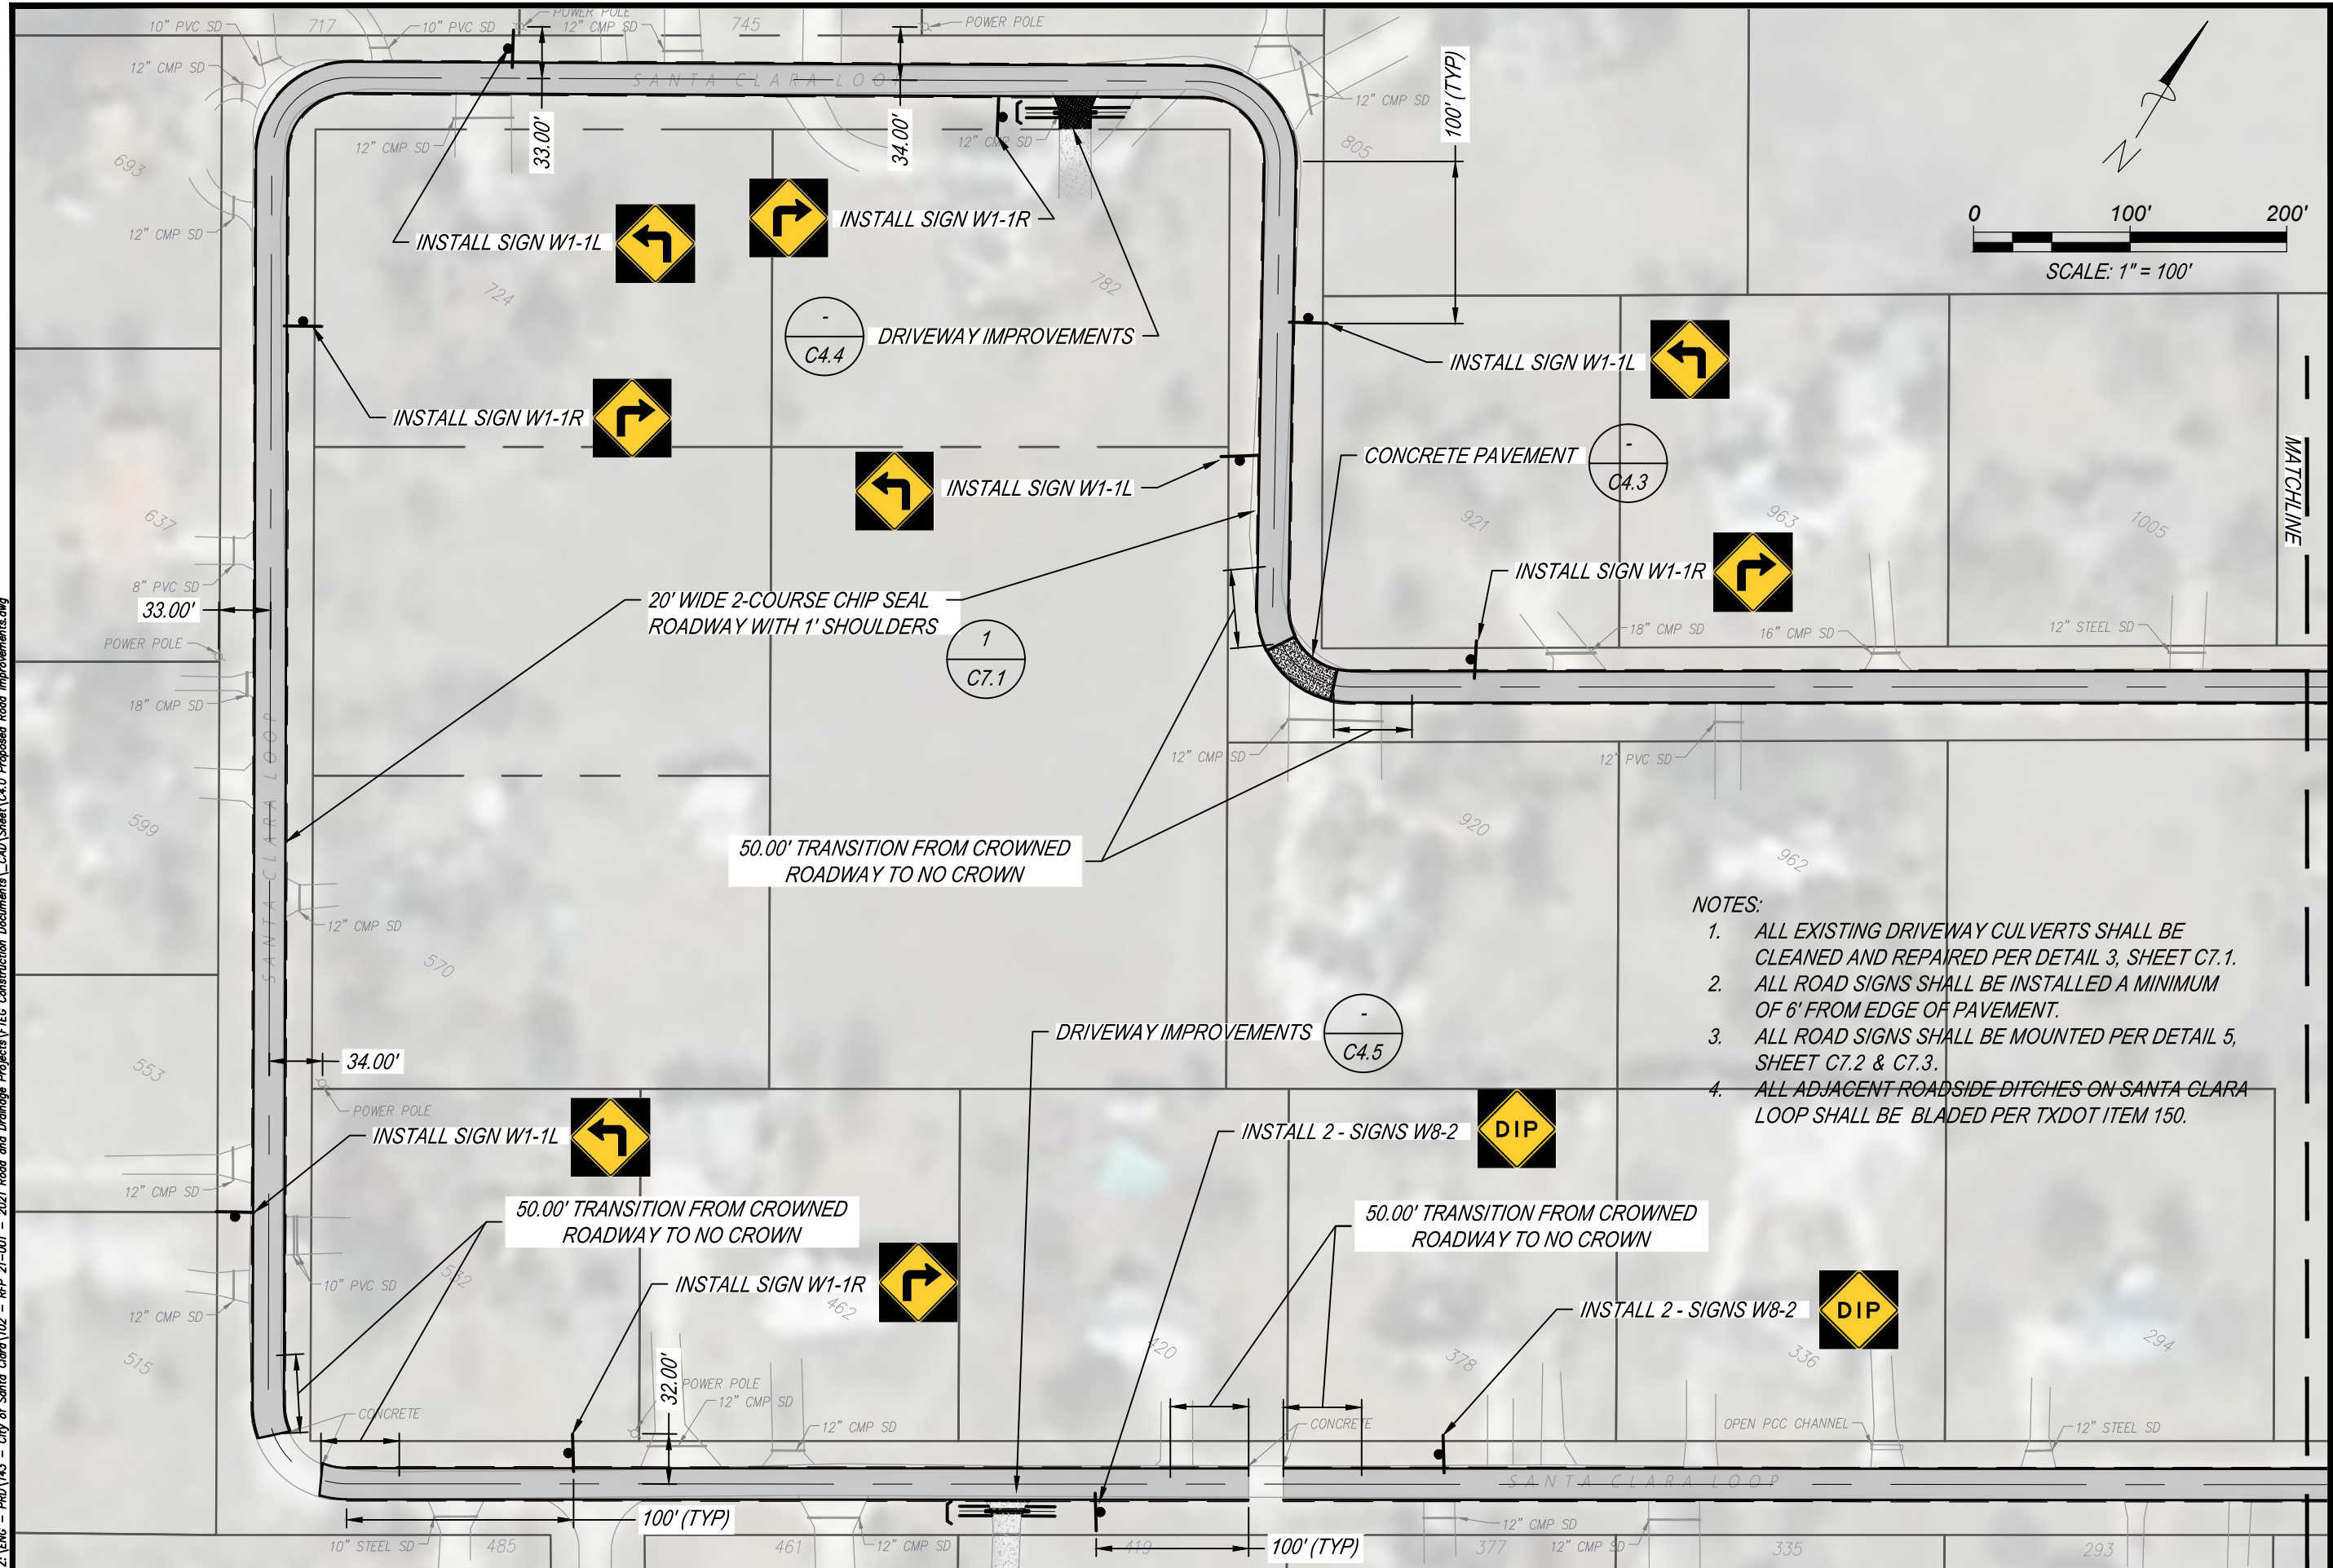 10" PVC SD
717
10" PVC SD
POWER POLE
12" CMP SD
745
POWER POLE
12" CMP SD
SANTA CLARA LOOP
12" CMP SD
100' (TYP)
N
12" CMP SD
33.00'
34.00'
12" CMP SD
805
693
0 100' 200'
SCALE: 1" = 100'
12" CMP SD
INSTALL SIGN W1-1L
INSTALL SIGN W1-1R
724
782
-
C4.4
DRIVEWAY IMPROVEMENTS
INSTALL SIGN W1-1L
INSTALL SIGN W1-1R
CONCRETE PAVEMENT
-
C4.3
MATCHLINE
INSTALL SIGN W1-1L
637
921
963
1005
8" PVC SD
33.00'
INSTALL SIGN W1-1R
20' WIDE 2-COURSE CHIP SEAL
ROADWAY WITH 1' SHOULDERS
1
C7.1
POWER POLE
18" CMP SD
16" CMP SD
12" STEEL SD
18" CMP SD
SANTA CLARA LOOP
12" CMP SD
12" PVC SD
599
50.00' TRANSITION FROM CROWNED
ROADWAY TO NO CROWN
920
962
12" CMP SD
570
NOTES:
1. ALL EXISTING DRIVEWAY CULVERTS SHALL BE
CLEANED AND REPAIRED PER DETAIL 3, SHEET C7.1.
2. ALL ROAD SIGNS SHALL BE INSTALLED A MINIMUM
OF 6' FROM EDGE OF PAVEMENT.
3. ALL ROAD SIGNS SHALL BE MOUNTED PER DETAIL 5,
SHEET C7.2 & C7.3.
4. ALL ADJACENT ROADSIDE DITCHES ON SANTA CLARA
LOOP SHALL BE BLADED PER TXDOT ITEM 150.
DRIVEWAY IMPROVEMENTS
-
C4.5
553
34.00'
POWER POLE
INSTALL SIGN W1-1L
INSTALL 2 - SIGNS W8-2
DIP
12" CMP SD
50.00' TRANSITION FROM CROWNED
ROADWAY TO NO CROWN
50.00' TRANSITION FROM CROWNED
ROADWAY TO NO CROWN
10" PVC SD
INSTALL SIGN W1-1R
462
INSTALL 2 - SIGNS W8-2
DIP
12" CMP SD
515
420
378
336
294
32.00'
POWER POLE
12" CMP SD
CONCRETE
12" CMP SD
CONCRETE
OPEN PCC CHANNEL
12" STEEL SD
SANTA CLARA LOOP
100' (TYP)
10" STEEL SD
485
461
12" CMP SD
419
100' (TYP)
12" CMP SD
377
12" CMP SD
335
293